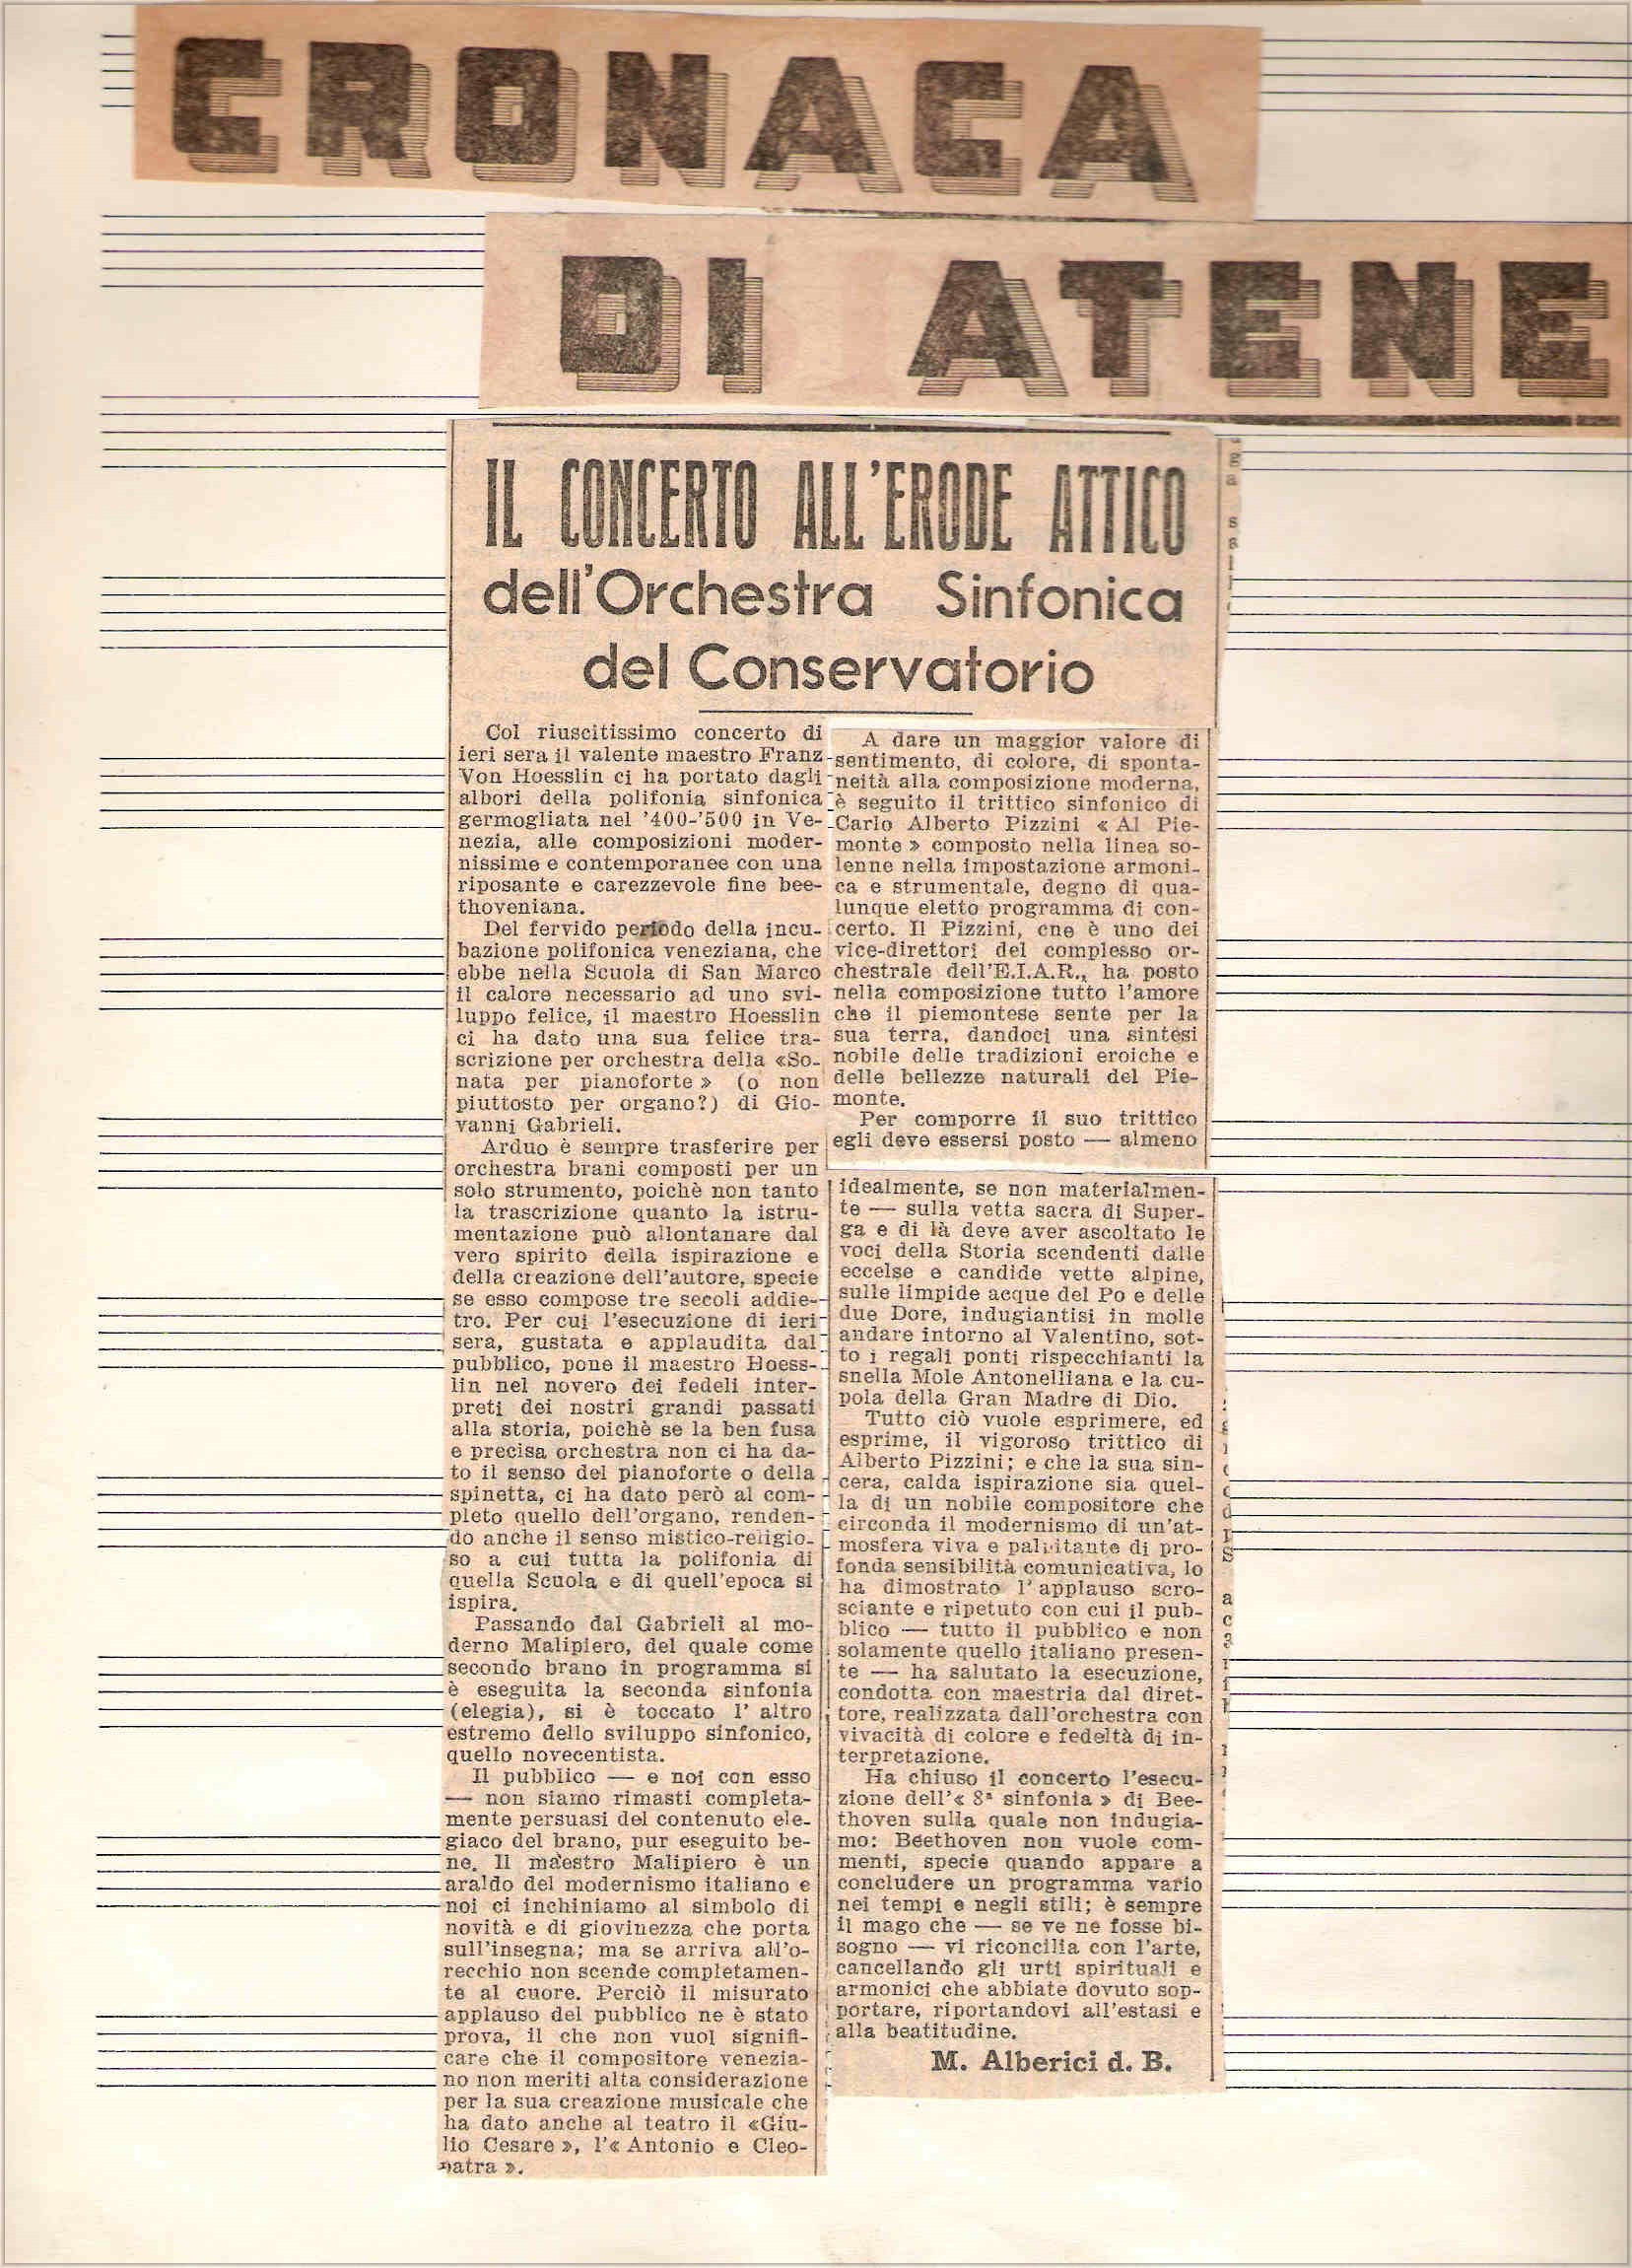 CRONACA
DI ATENE
IL CONCERTO ALL'ERODE ATTICO
dell'Orchestra Sinfonica
del Conservatorio
Col riuscitissimo concerto di
ieri sera il valente maestro Franz
Von Hoesslin ci ha portato dagli
albori della polifonia sinfonica
germogliata nel '400-'500 in Ve-
nezia, alle composizioni moder-
nissime e contemporanee con una
riposante e carezzevole fine bee-
thoveniana.
Del fervido periodo della incu-
bazione polifonica veneziana, che
ebbe nella Scuola di San Marco
il calore necessario ad uno svi-
luppo felice, il maestro Hoesslin
ci ha dato una sua felice tra-
scrizione per orchestra della «So-
nata per pianoforte» (o non
piuttosto per organo?) di Gio-
vanni Gabrieli.
Arduo è sempre trasferire per
orchestra brani composti per un
solo strumento, poichè non tanto
la trascrizione quanto la istru-
mentazione può allontanare dal
vero spirito della ispirazione e
della creazione dell'autore, specie
se esso compose tre secoli addie-
tro. Per cui l'esecuzione di ieri
sera, gustata e applaudita dal
pubblico, pone il maestro Hoess-
lin nel novero dei fedeli inter-
preti dei nostri grandi passati
alla storia, poichè se la ben fusa
e precisa orchestra non ci ha da-
to il senso del pianoforte o della
spinetta, ci ha dato però al com-
pleto quello dell'organo, renden-
do anche il senso mistico-religio-
so a cui tutta la polifonia di
quella Scuola e di quell'epoca si
ispira.
Passando dal Gabrieli al mo-
derno Malipiero, del quale come
secondo brano in programma si
è eseguita la seconda sinfonia
(elegia), si è toccato l' altro
estremo dello sviluppo sinfonico,
quello novecentista.
Il pubblico — e noi con esso
— non siamo rimasti completa-
mente persuasi del contenuto ele-
giaco del brano, pur eseguito be-
ne. Il maestro Malipiero è un
araldo del modernismo italiano e
noi ci inchiniamo al simbolo di
novità e di giovinezza che porta
sull'insegna; ma se arriva all'o-
recchio non scende completamen-
te al cuore. Perciò il misurato
applauso del pubblico ne è stato
prova, il che non vuol signifi-
care che il compositore venezia-
no non meriti alta considerazione
per la sua creazione musicale che
ha dato anche al teatro il «Giu-
lio Cesare», l'« Antonio e Cleo-
patra ».
A dare un maggior valore di
sentimento, di colore, di sponta-
neità alla composizione moderna,
è seguito il trittico sinfonico di
Carlo Alberto Pizzini « Al Pie-
monte » composto nella linea so-
lenne nella impostazione armoni-
ca e strumentale, degno di qua-
lunque eletto programma di con-
certo. Il Pizzini, cne è uno dei
vice-direttori del complesso or-
chestrale dell'E.I.A.R., ha posto
nella composizione tutto l'amore
che il piemontese sente per la
sua terra, dandoci una sintesi
nobile delle tradizioni eroiche e
delle bellezze naturali del Pie-
monte.
Per comporre il suo trittico
egli deve essersi posto — almeno
idealmente, se non materialmen-
te — sulla vetta sacra di Super-
ga e di là deve aver ascoltato le
voci della Storia scendenti dalle
eccelse e candide vette alpine,
sulle limpide acque del Po e delle
due Dore, indugiantisi in molle
andare intorno al Valentino, sot-
to i regali ponti rispecchianti la
snella Mole Antonelliana e la cu-
pola della Gran Madre di Dio.
Tutto ciò vuole esprimere, ed
esprime, il vigoroso trittico di
Alberto Pizzini; e che la sua sin-
cera, calda ispirazione sia quel-
la di un nobile compositore che
circonda il modernismo di un'at-
mosfera viva e palpitante di pro-
fonda sensibilità comunicativa, lo
ha dimostrato l' applauso scro-
sciante e ripetuto con cui il pub-
blico — tutto il pubblico e non
solamente quello italiano presen-
te — ha salutato la esecuzione,
condotta con maestria dal diret-
tore, realizzata dall'orchestra con
vivacità di colore e fedeltà di in-
terpretazione.
Ha chiuso il concerto l'esecu-
zione dell'« 8ª sinfonia » di Bee-
thoven sulla quale non indugia-
mo: Beethoven non vuole com-
menti, specie quando appare a
concludere un programma vario
nei tempi e negli stili; è sempre
il mago che — se ve ne fosse bi-
sogno — vi riconcilia con l'arte,
cancellando gli urti spirituali e
armonici che abbiate dovuto sop-
portare, riportandovi all'estasi e
alla beatitudine.
M. Alberici d. B.